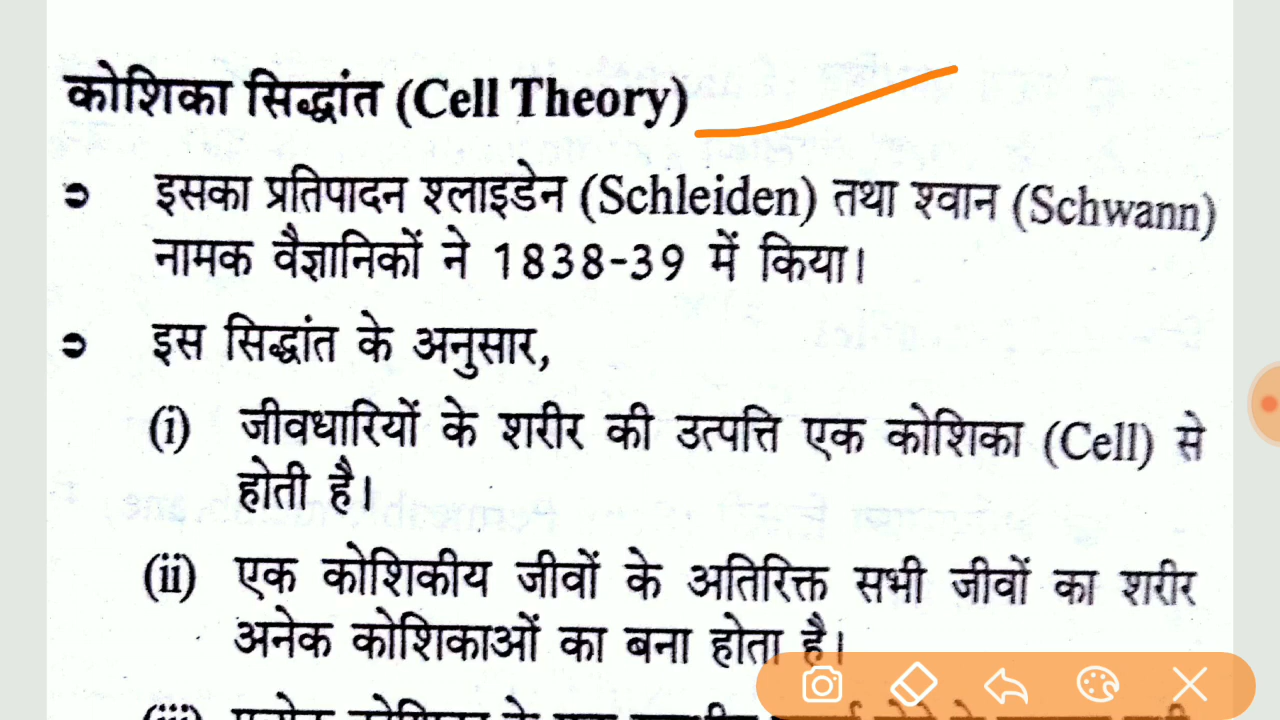 कोशिका सिद्धांत (Cell Theory)
इसका प्रतिपादन श्लाइडेन (Schleiden) तथा श्वान (Schwann)
नामक वैज्ञानिकों ने 1838-39 में किया।
इस सिद्धांत के अनुसार,
(i) जीवधारियों के शरीर की उत्पत्ति एक कोशिका (Cell) से
होती है।
(ii) एक कोशिकीय जीवों के अतिरिक्त सभी जीवों का शरीर
अनेक कोशिकाओं का बना होता है।
(iii)